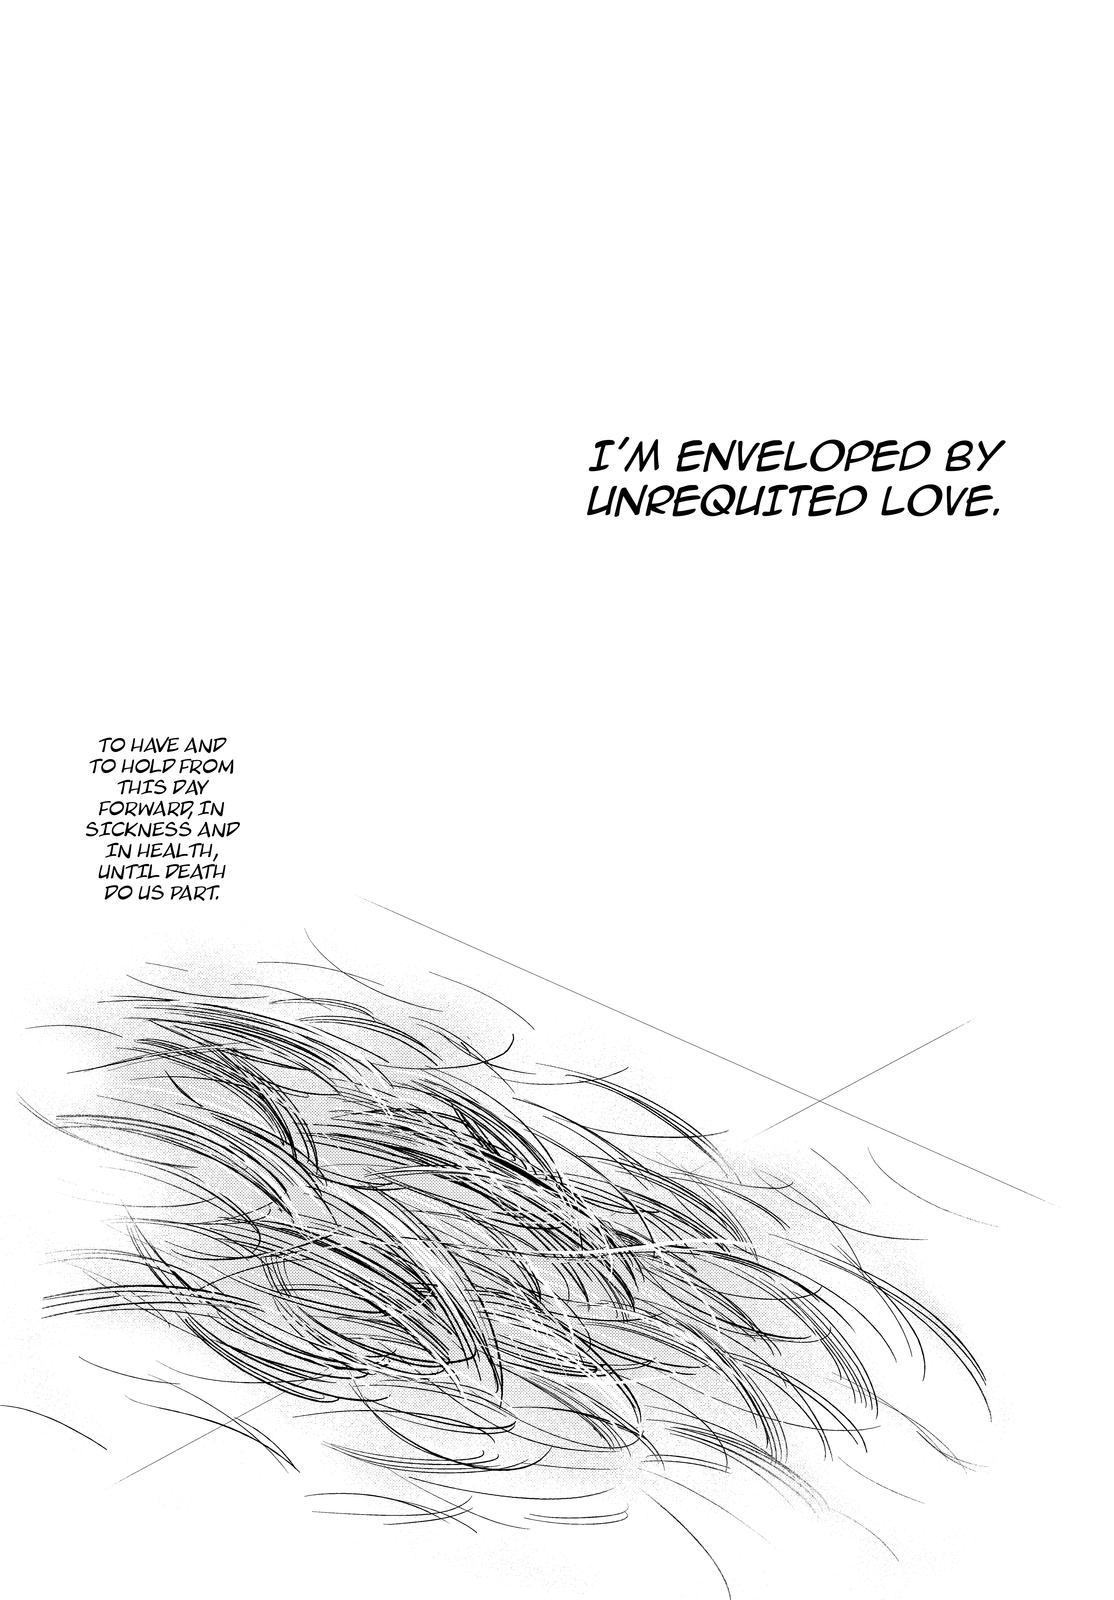 I'M ENVELOPED BY
UNREQUITED LOVE.
TO HAVE AND
TO HOLD FROM
THIS DAY
FORWARD, IN
SICKNESS AND
IN HEALTH,
UNTIL DEATH
DO US PART.